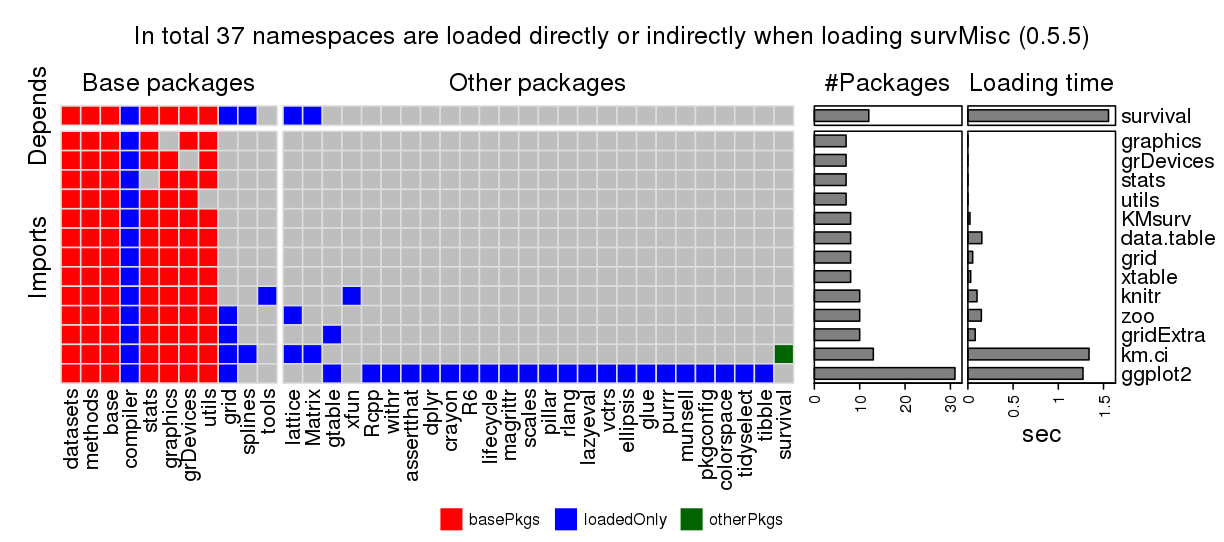 In total 37 namespaces are loaded directly or indirectly when loading survMisc (0.5.5)
Base packages
Other packages
#Packages
Loading time
Depends
Imports
survival
graphics
grDevices
stats
utils
KMsurv
data.table
grid
xtable
knitr
zoo
gridExtra
km.ci
ggplot2
datasets
methods
base
compiler
stats
graphics
grDevices
utils
grid
splines
tools
lattice
Matrix
gtable
xfun
Rcpp
withr
assertthat
dplyr
crayon
R6
lifecycle
magrittr
scales
pillar
rlang
lazyeval
vctrs
ellipsis
glue
purrr
munsell
pkgconfig
colorspace
tidyselect
tibble
survival
0 10 20 30
0 0.5 1 1.5
sec
basePkgs loadedOnly otherPkgs